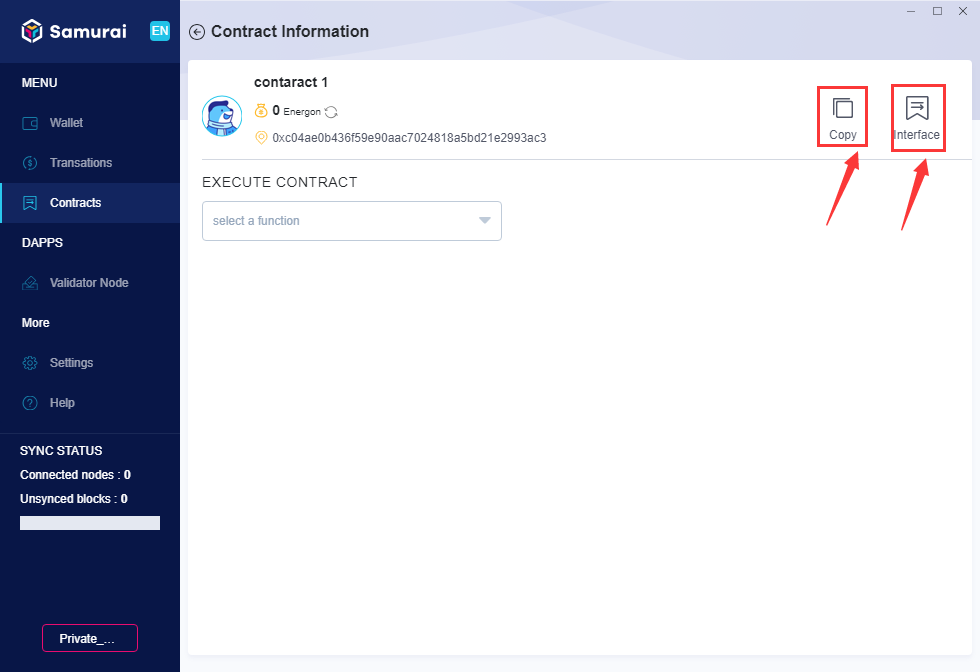 Samurai
EN
MENU
Wallet
Transations
Contracts
DAPPS
Validator Node
More
Settings
Help
SYNC STATUS
Connected nodes : 0
Unsynced blocks : 0
Private_...
Contract Information
contaract 1
0 Energon
0xc04ae0b436f59e90aac7024818a5bd21e2993ac3
Copy
Interface
EXECUTE CONTRACT
select a function